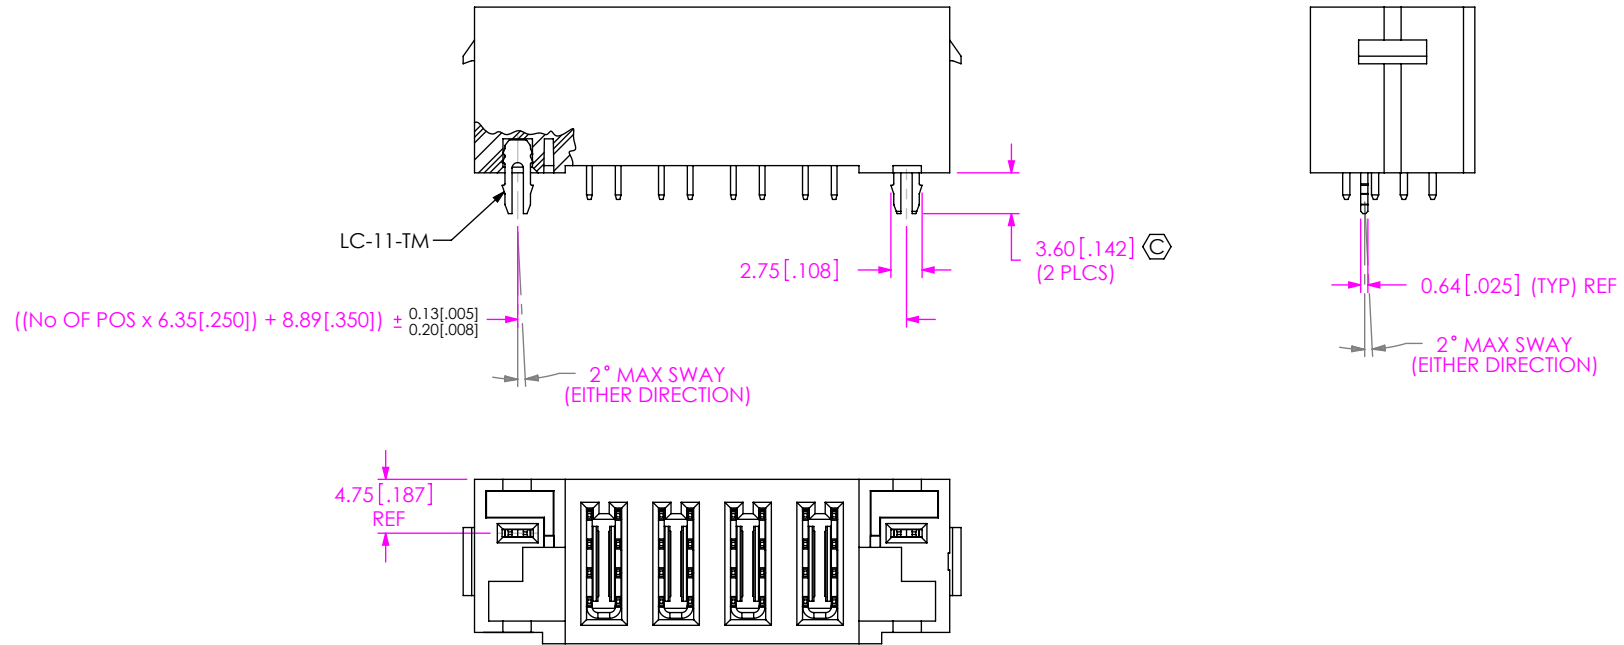 LC-11-TM
2.75[.108]
3.60[.142] C
(2 PLCS)
0.64[.025] (TYP) REF
((No OF POS x 6.35[.250]) + 8.89[.350]) ± 0.13[.005]
0.20[.008]
2° MAX SWAY
(EITHER DIRECTION)
2° MAX SWAY
(EITHER DIRECTION)
4.75[.187]
REF